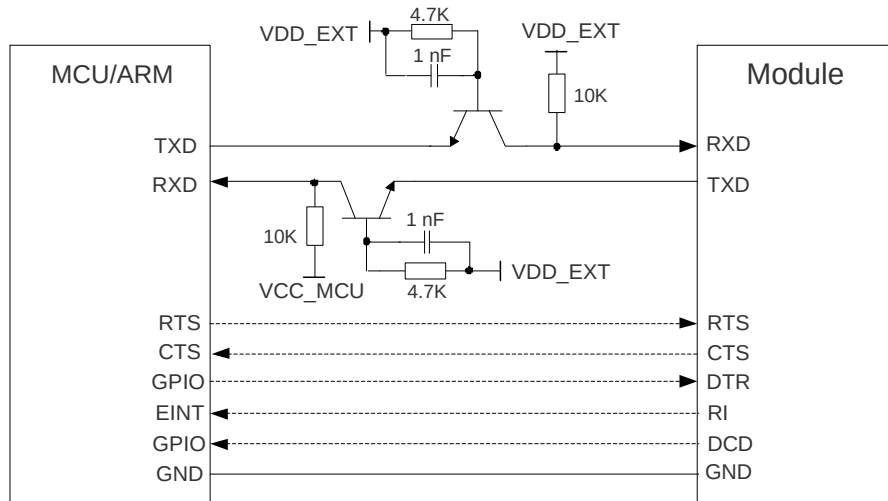 4.7K
VDD_EXT
VDD_EXT
1 nF
MCU/ARM
Module
10K
TXD
RXD
RXD
TXD
1 nF
10K
VDD_EXT
VCC_MCU
4.7K
RTS
RTS
CTS
CTS
GPIO
DTR
EINT
RI
GPIO
DCD
GND
GND